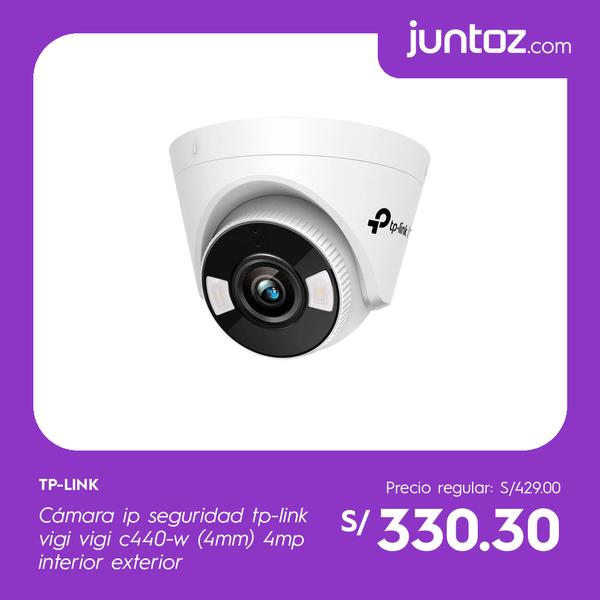 juntoz.com
tp-link
TP-LINK
Cámara ip seguridad tp-link
vigi vigi c440-w (4mm) 4mp
interior exterior
Precio regular: S/429.00
S/ 330.30